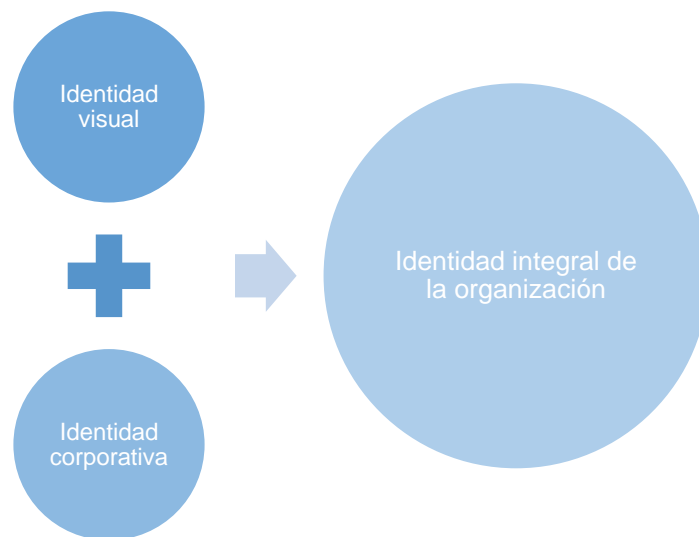 Identidad
visual
Identidad
corporativa
Identidad integral de
la organización